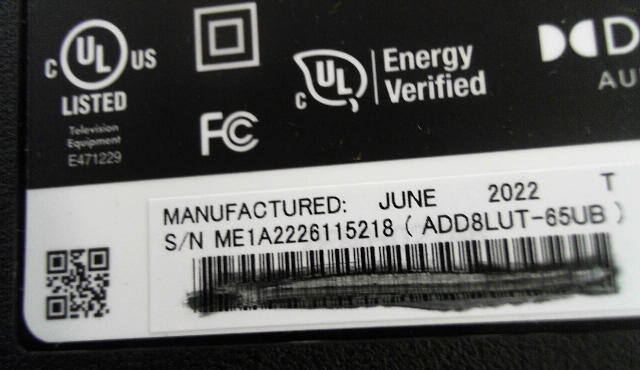 C UL US
LISTED
Television
Equipment
E471229
FC
C UL
Energy
Verified
D
AU
MANUFACTURED: JUNE 2022 T
S/N ME1A2226115218 ( ADD8LUT-65UB )